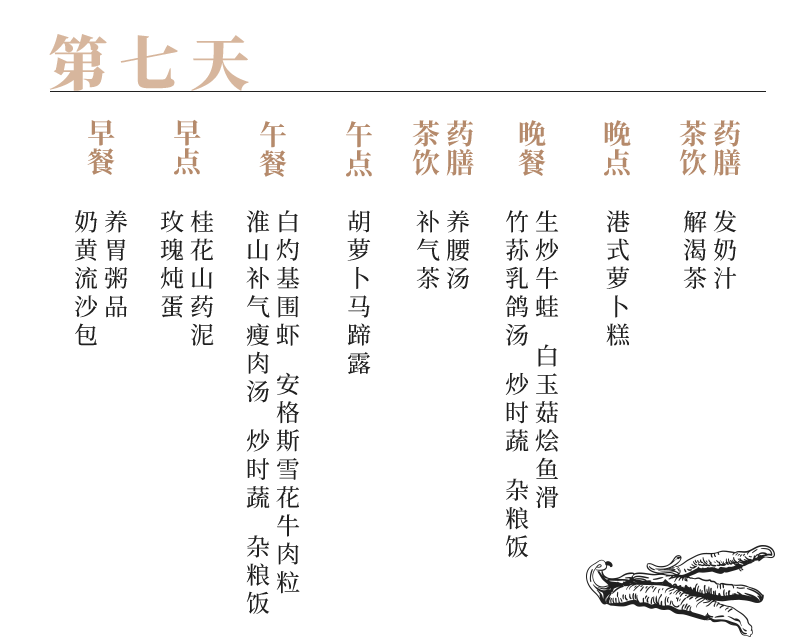 第七天
早餐
养胃粥品
奶黄流沙包
早点
桂花山药泥
玫瑰炖蛋
午餐
白灼基围虾 安格斯雪花牛肉粒
淮山补气瘦肉汤 炒时蔬 杂粮饭
午点
胡萝卜马蹄露
药膳
茶饮
养腰汤
补气茶
晚餐
生炒牛蛙 白玉菇烩鱼滑
竹荪乳鸽汤 炒时蔬 杂粮饭
晚点
港式萝卜糕
药膳
茶饮
发奶汁
解渴茶